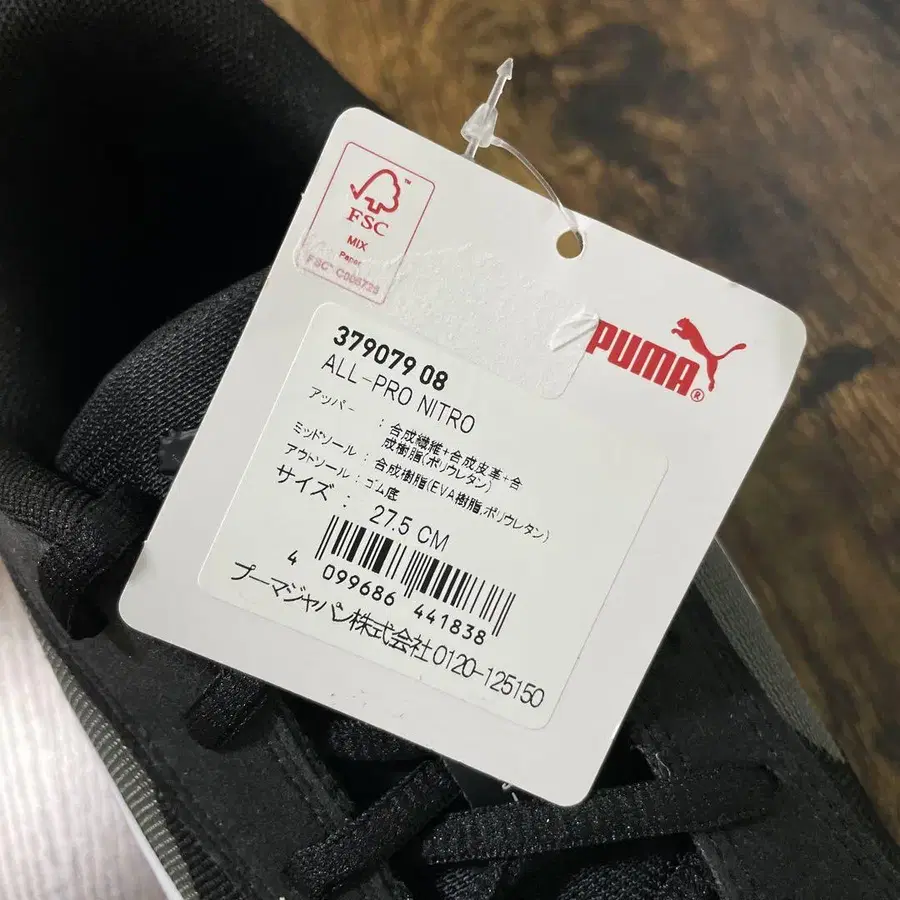 FSC™
MIX
Paper
FSC® C008728
PUMA®
379079 08
ALL-PRO NITRO
アッパー : 合成繊維+合成皮革+合
成樹脂(ポリウレタン)
ミッドソール : 合成樹脂(EVA樹脂,ポリウレタン)
アウトソール : ゴム底
サイズ : 27.5 CM
4 099686 441838
プーマジャパン株式会社 0120-125150